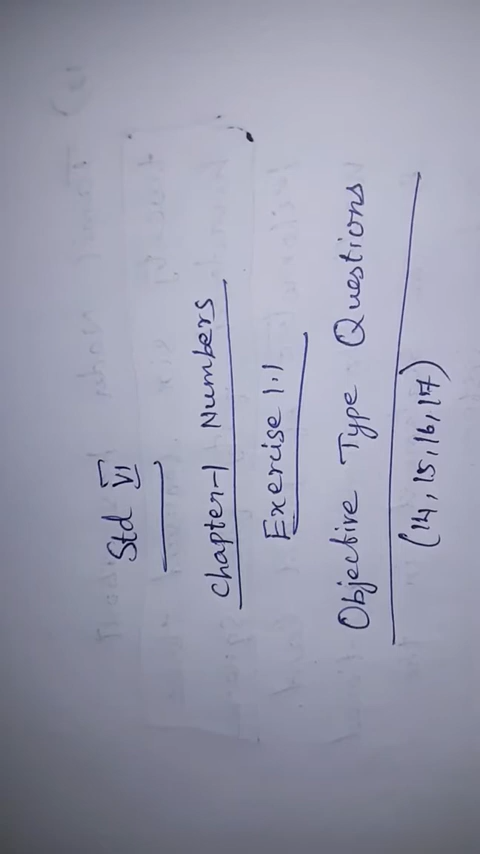 Std VI
Chapter-1 Numbers
Exercise 1.1
Objective Type Questions
(14, 15, 16, 17)